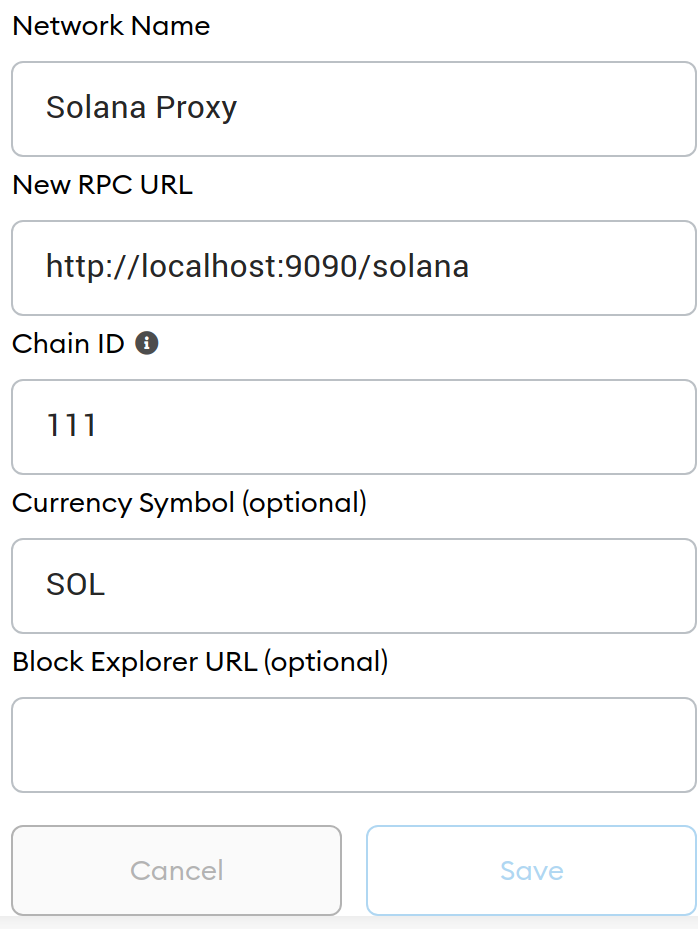 Network Name
Solana Proxy
New RPC URL
http://localhost:9090/solana
Chain ID
111
Currency Symbol (optional)
SOL
Block Explorer URL (optional)
Cancel Save